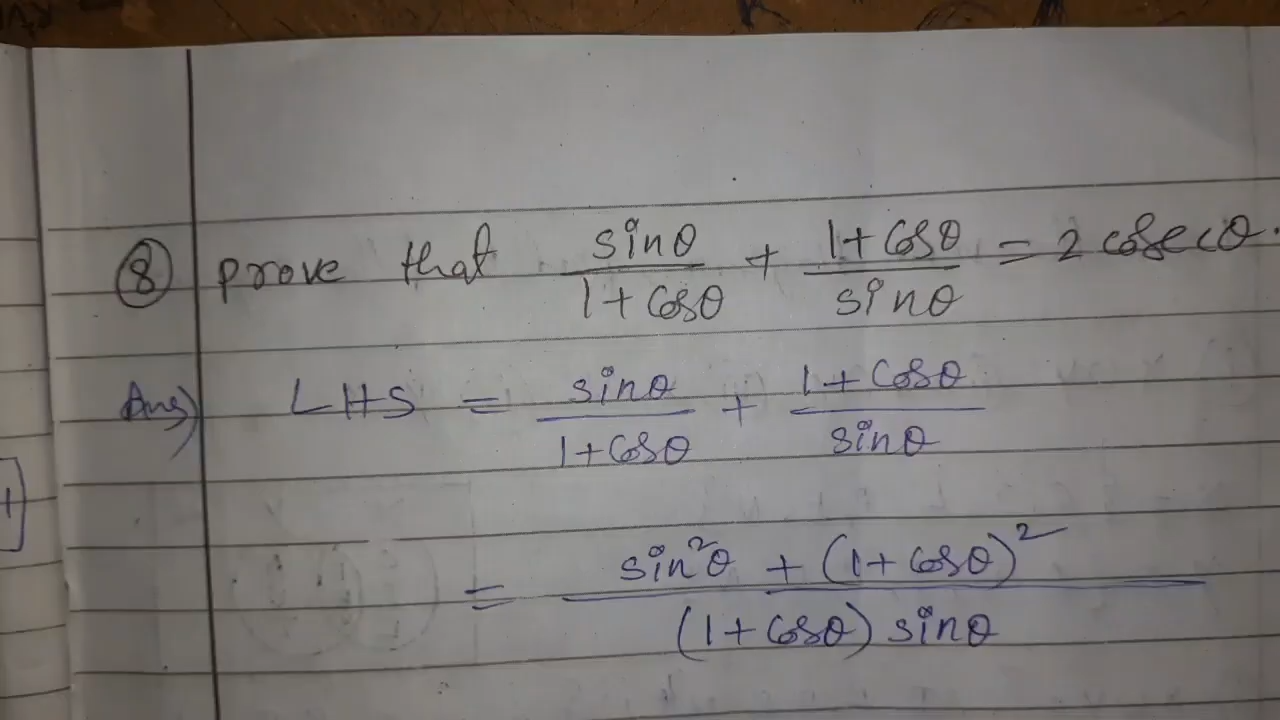 ⑧ prove that sinθ/(1+cosθ) + (1+cosθ)/sinθ = 2 cosecθ.
Ans) LHS = sinθ/(1+cosθ) + (1+cosθ)/sinθ
= (sin²θ + (1+cosθ)²)/((1+cosθ) sinθ)